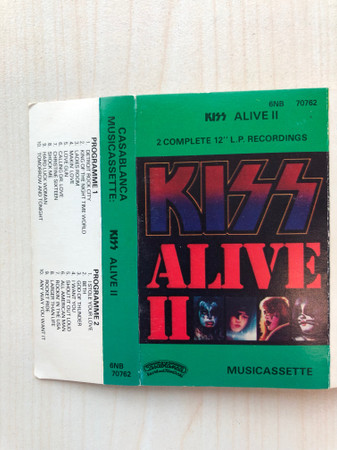 6NB 70762
KISS ALIVE II
2 COMPLETE 12" L.P. RECORDINGS
KISS
ALIVE
II
MUSICASSETTE
CASABLANCA
MUSICASSETTE:
KISS ALIVE II
6NB
70762
PROGRAMME 1
1. DETROIT ROCK CITY
2. KING OF THE NIGHT TIME WORLD
3. LADIES ROOM
4. MAKIN' LOVE
5. LOVE GUN
6. CALLING DR. LOVE
7. CHRISTIE SIXTEEN
8. SHOCK ME
9. HARD LUCK WOMAN
10. TOMORROW AND TONIGHT
PROGRAMME 2
1. I STOLE YOUR LOVE
2. BETH
3. GOD OF THUNDER
4. I WANT YOU
5. SHOUT IT OUT LOUD
6. ALL AMERICAN MAN
7. ROCKIN' IN THE USA
8. LARGER THAN LIFE
9. ROCKET RIDE
10. ANY WAY YOU WANT IT